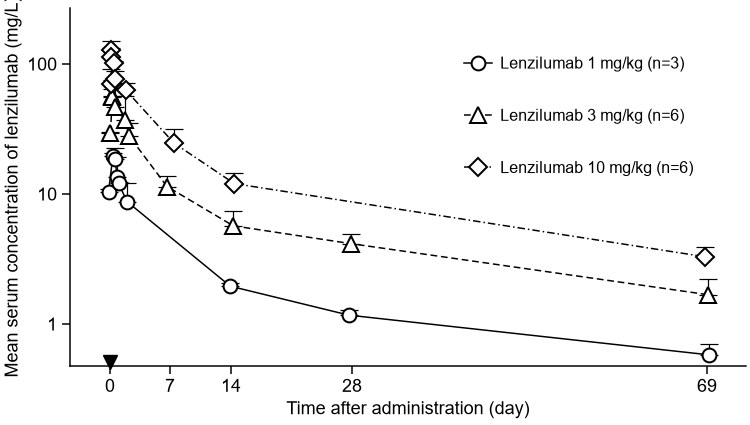 Mean serum concentration of lenzilumab (mg/L)
100
10
1
Lenzilumab 1 mg/kg (n=3)
Lenzilumab 3 mg/kg (n=6)
Lenzilumab 10 mg/kg (n=6)
0 7 14 28 69
Time after administration (day)